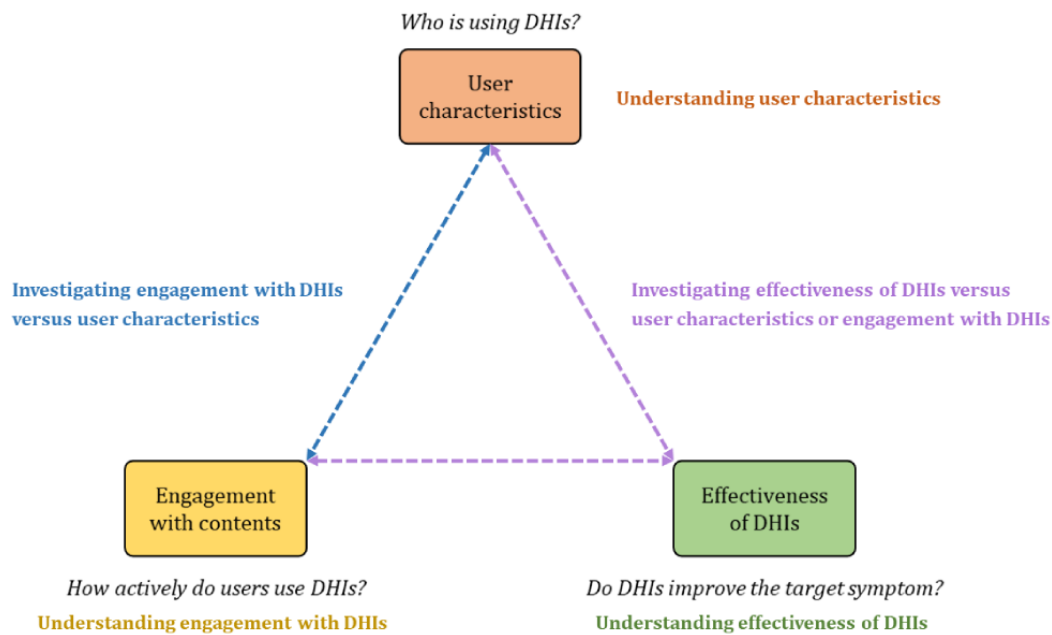 Who is using DHIs?
User
characteristics
Understanding user characteristics
Investigating engagement with DHIs
versus user characteristics
Investigating effectiveness of DHIs versus
user characteristics or engagement with DHIs
Engagement
with contents
Effectiveness
of DHIs
How actively do users use DHIs?
Do DHIs improve the target symptom?
Understanding engagement with DHIs
Understanding effectiveness of DHIs